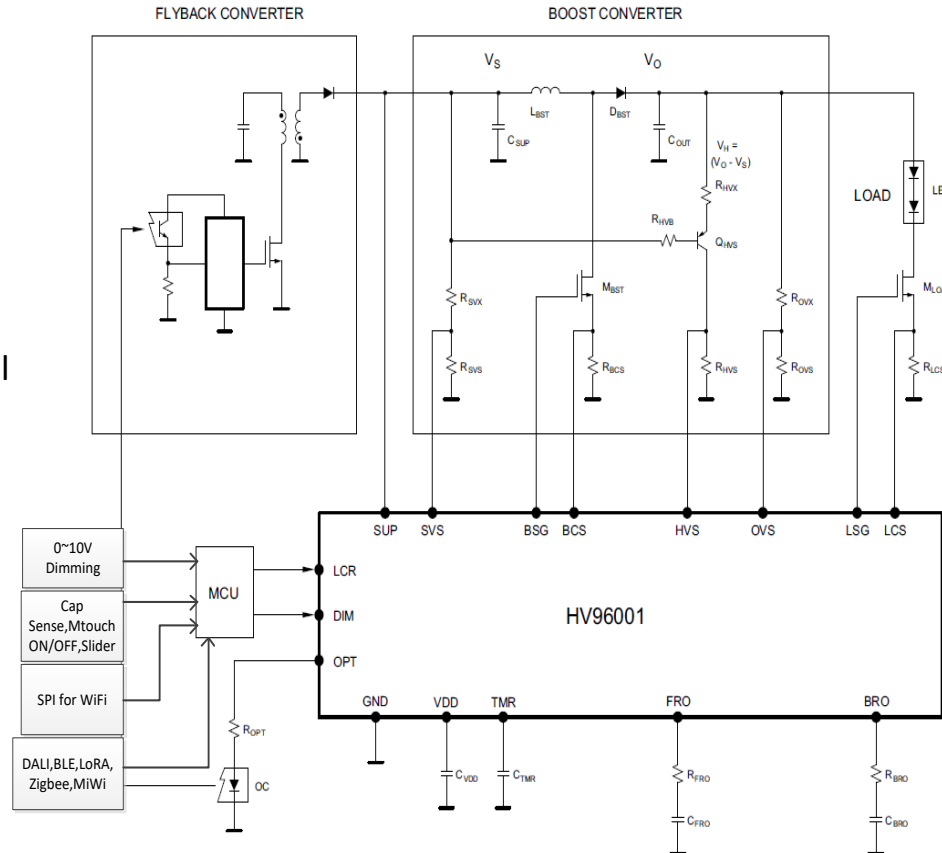 FLYBACK CONVERTER
BOOST CONVERTER
VS
VO
LBST
DBST
CSUP
COUT
VH =
(VO - VS)
RHVX
LOAD
LE
RHVB
QHVS
RSVX
MBST
ROVX
MLO
RSVS
RBCS
RHVS
ROVS
RLCS
SUP
SVS
BSG
BCS
HVS
OVS
LSG
LCS
0~10V
Dimming
MCU
LCR
Cap
Sense,Mtouch
ON/OFF,Slider
DIM
HV96001
OPT
SPI for WiFi
GND
VDD
TMR
FRO
BRO
ROPT
DALI,BLE,LoRA,
Zigbee,MiWi
OC
CVDD
CTMR
RFRO
RBRO
CFRO
CBRO